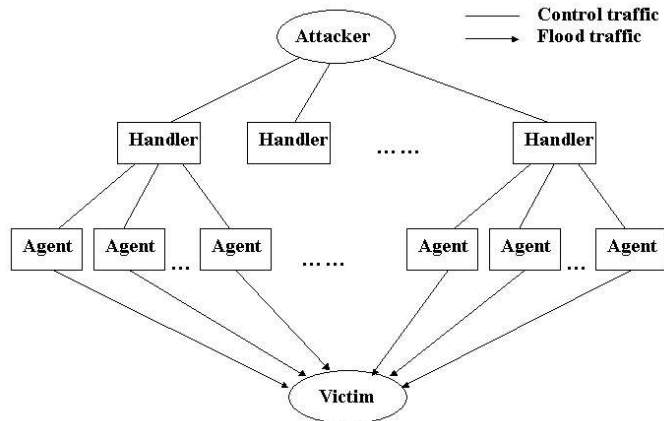 Control traffic
Flood traffic
Attacker
Handler
Handler
……
Handler
Agent
Agent
…
Agent
……
Agent
Agent
…
Agent
Victim